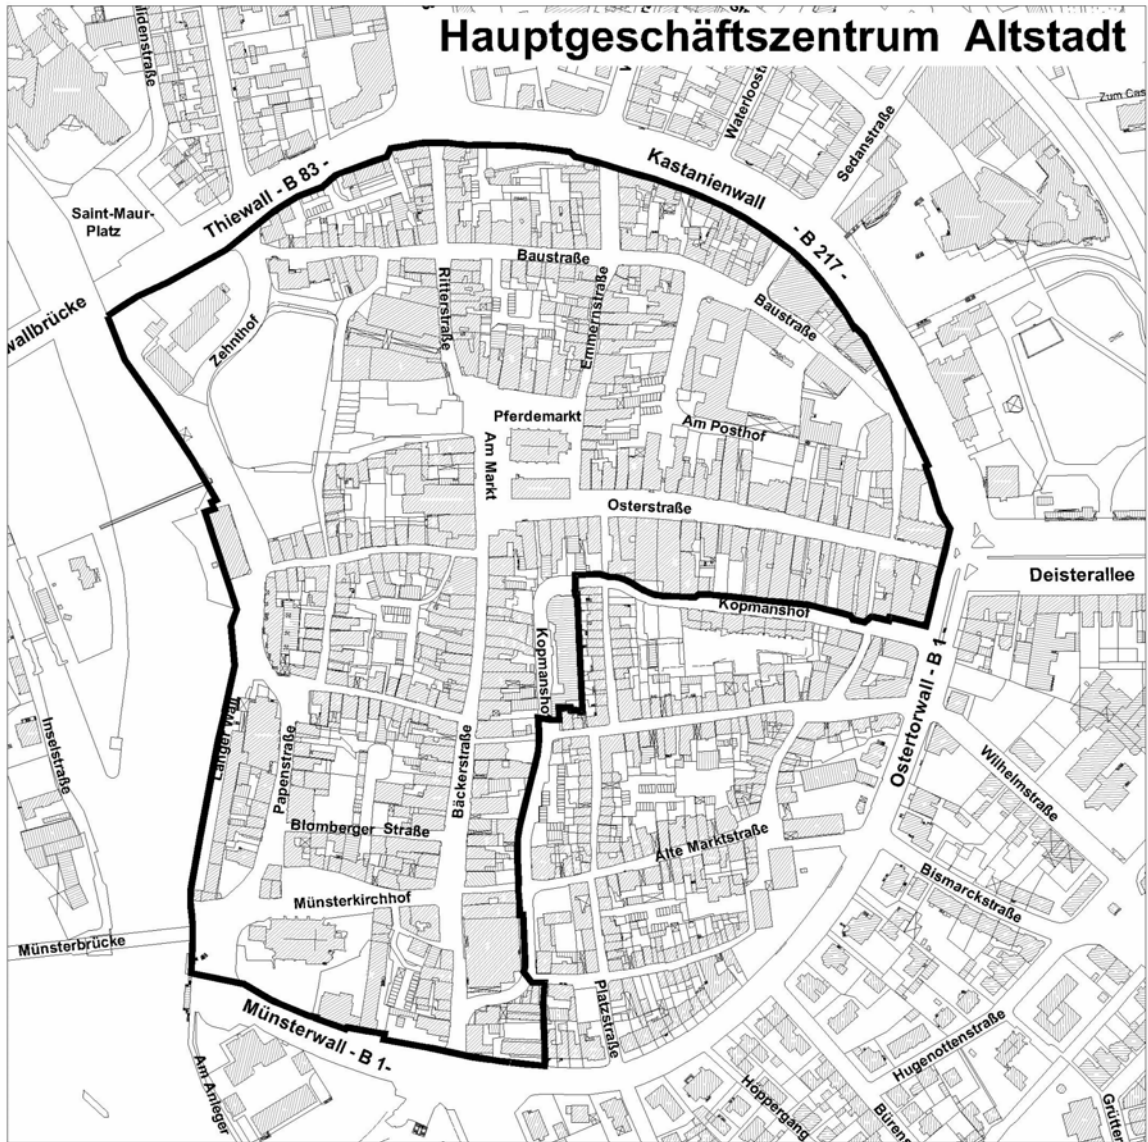 Hauptgeschäftszentrum Altstadt
Waterloostr
Sedanstraße
Zum Cas
Kastanienwall
- B 217 -
Thiewall - B 83 -
Saint-Maur-
Platz
wallbrücke
Zehnthof
Ritterstraße
Baustraße
Emmernstraße
Baustraße
Pferdemarkt
Am Markt
Am Posthof
Osterstraße
Deisterallee
Kopmanshof
Kopmanshof
Ostertorwall - B 1
Langer Wall
Papenstraße
Bäckerstraße
Inselstraße
Wilhelmstraße
Blomberger Straße
Alte Marktstraße
Bismarckstraße
Münsterkirchhof
Münsterbrücke
Platzstraße
Münsterwall - B 1-
Am Anleger
Hugenottenstraße
Hoppergang
Büren
Grütter